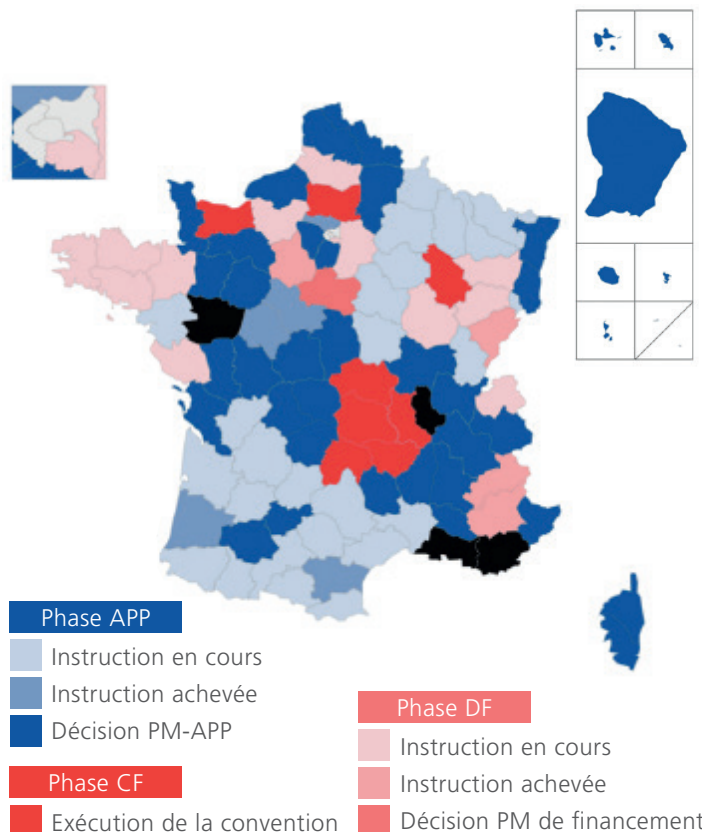 Phase APP
Instruction en cours
Instruction achevée
Décision PM-APP
Phase CF
Exécution de la convention
Phase DF
Instruction en cours
Instruction achevée
Décision PM de financement